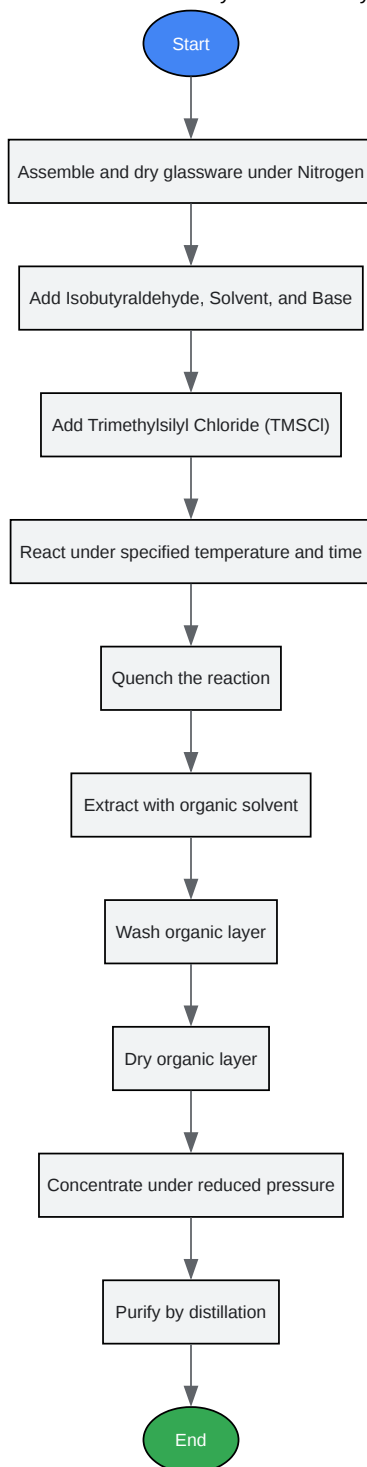 Start
Assemble and dry glassware under Nitrogen
Add Isobutyraldehyde, Solvent, and Base
Add Trimethylsilyl Chloride (TMSCl)
React under specified temperature and time
Quench the reaction
Extract with organic solvent
Wash organic layer
Dry organic layer
Concentrate under reduced pressure
Purify by distillation
End